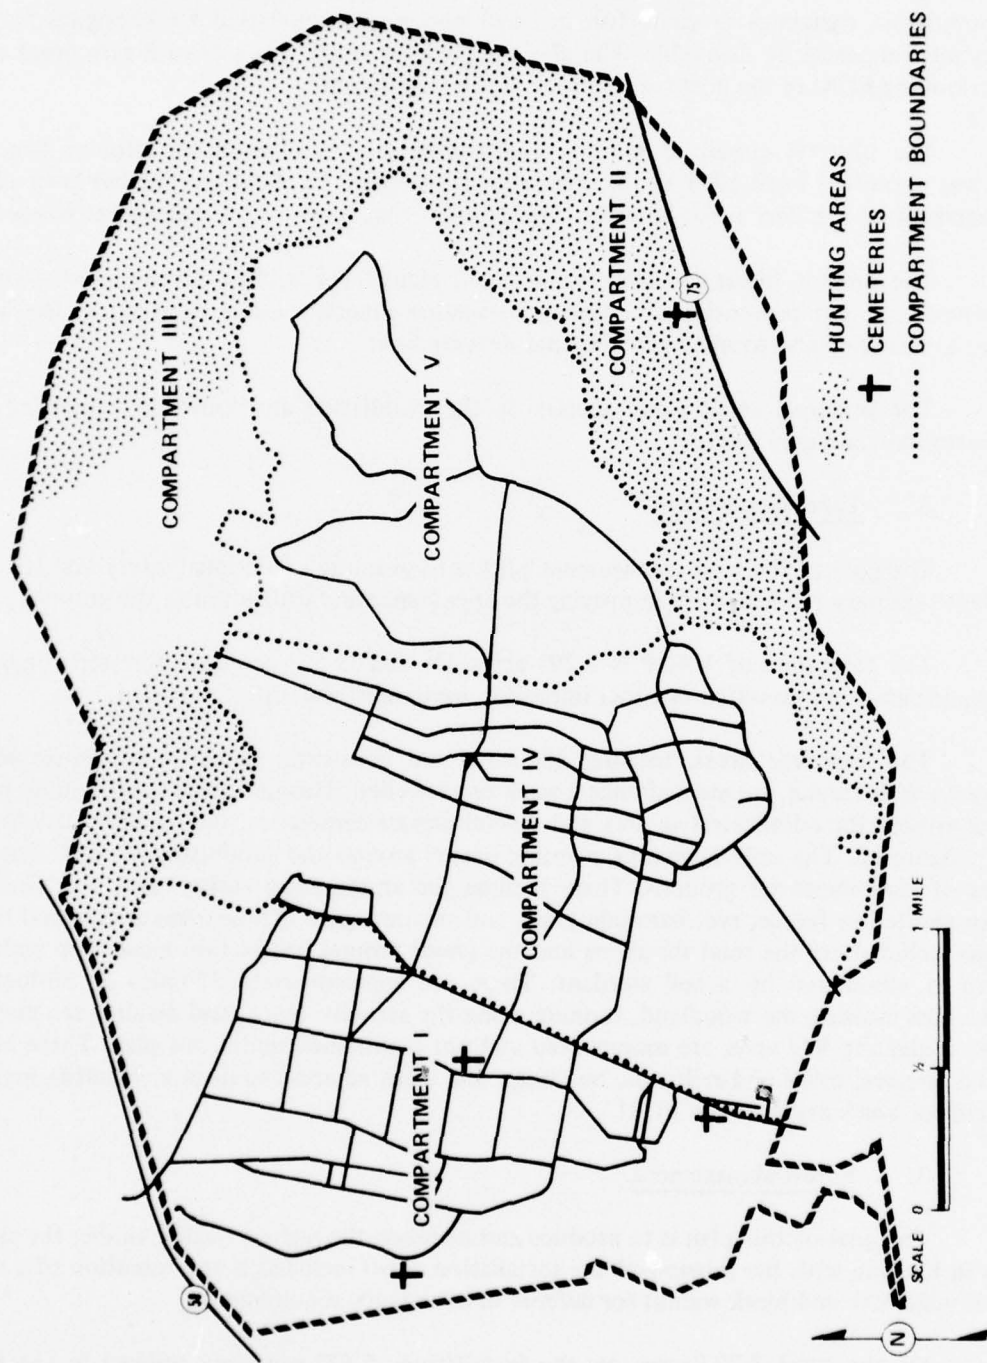 COMPARTMENT III
COMPARTMENT V
COMPARTMENT II
COMPARTMENT IV
COMPARTMENT I
75
HUNTING AREAS
CEMETERIES
COMPARTMENT BOUNDARIES
SCALE 0 ½ 1 MILE
N